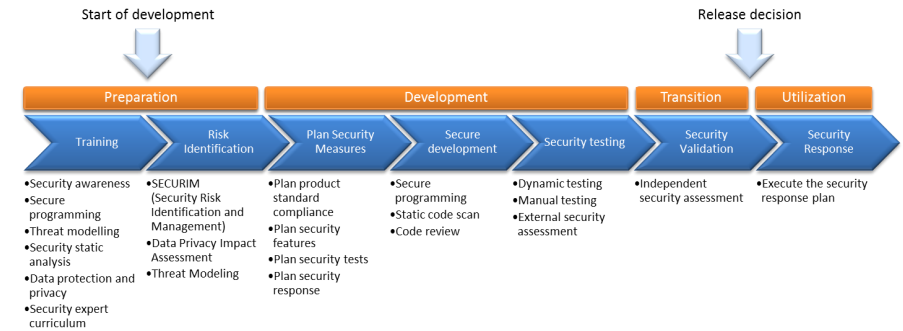 Start of development
Release decision
Preparation
Development
Transition
Utilization
Training
Risk
Identification
Plan Security
Measures
Secure
development
Security testing
Security
Validation
Security
Response
•Security awareness
•Secure
programming
•Threat modelling
•Security static
analysis
•Data protection and
privacy
•Security expert
curriculum
•SECURIM
(Security Risk
Identification and
Management)
•Data Privacy Impact
Assessment
•Threat Modeling
•Plan product
standard
compliance
•Plan security
features
•Plan security tests
•Plan security
response
•Secure
programming
•Static code scan
•Code review
•Dynamic testing
•Manual testing
•External security
assessment
•Independent
security assessment
•Execute the security
response plan